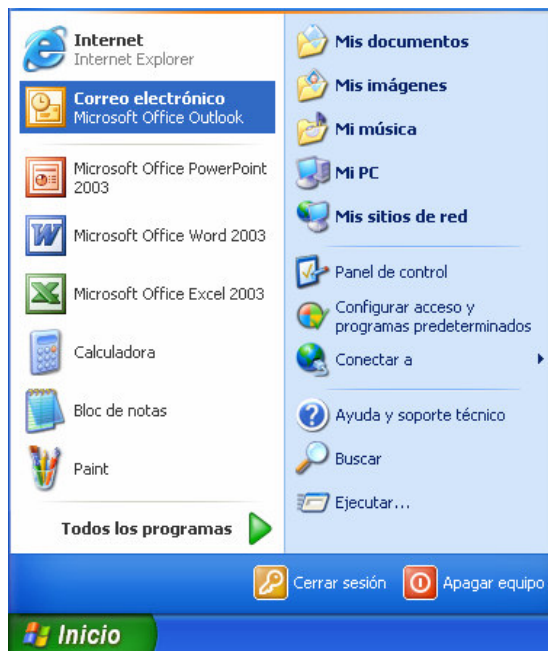 Internet
Internet Explorer
Correo electrónico
Microsoft Office Outlook
Microsoft Office PowerPoint
2003
Microsoft Office Word 2003
Microsoft Office Excel 2003
Calculadora
Bloc de notas
Paint
Todos los programas
Mis documentos
Mis imágenes
Mi música
Mi PC
Mis sitios de red
Panel de control
Configurar acceso y
programas predeterminados
Conectar a
Ayuda y soporte técnico
Buscar
Ejecutar...
Cerrar sesión
Apagar equipo
Inicio